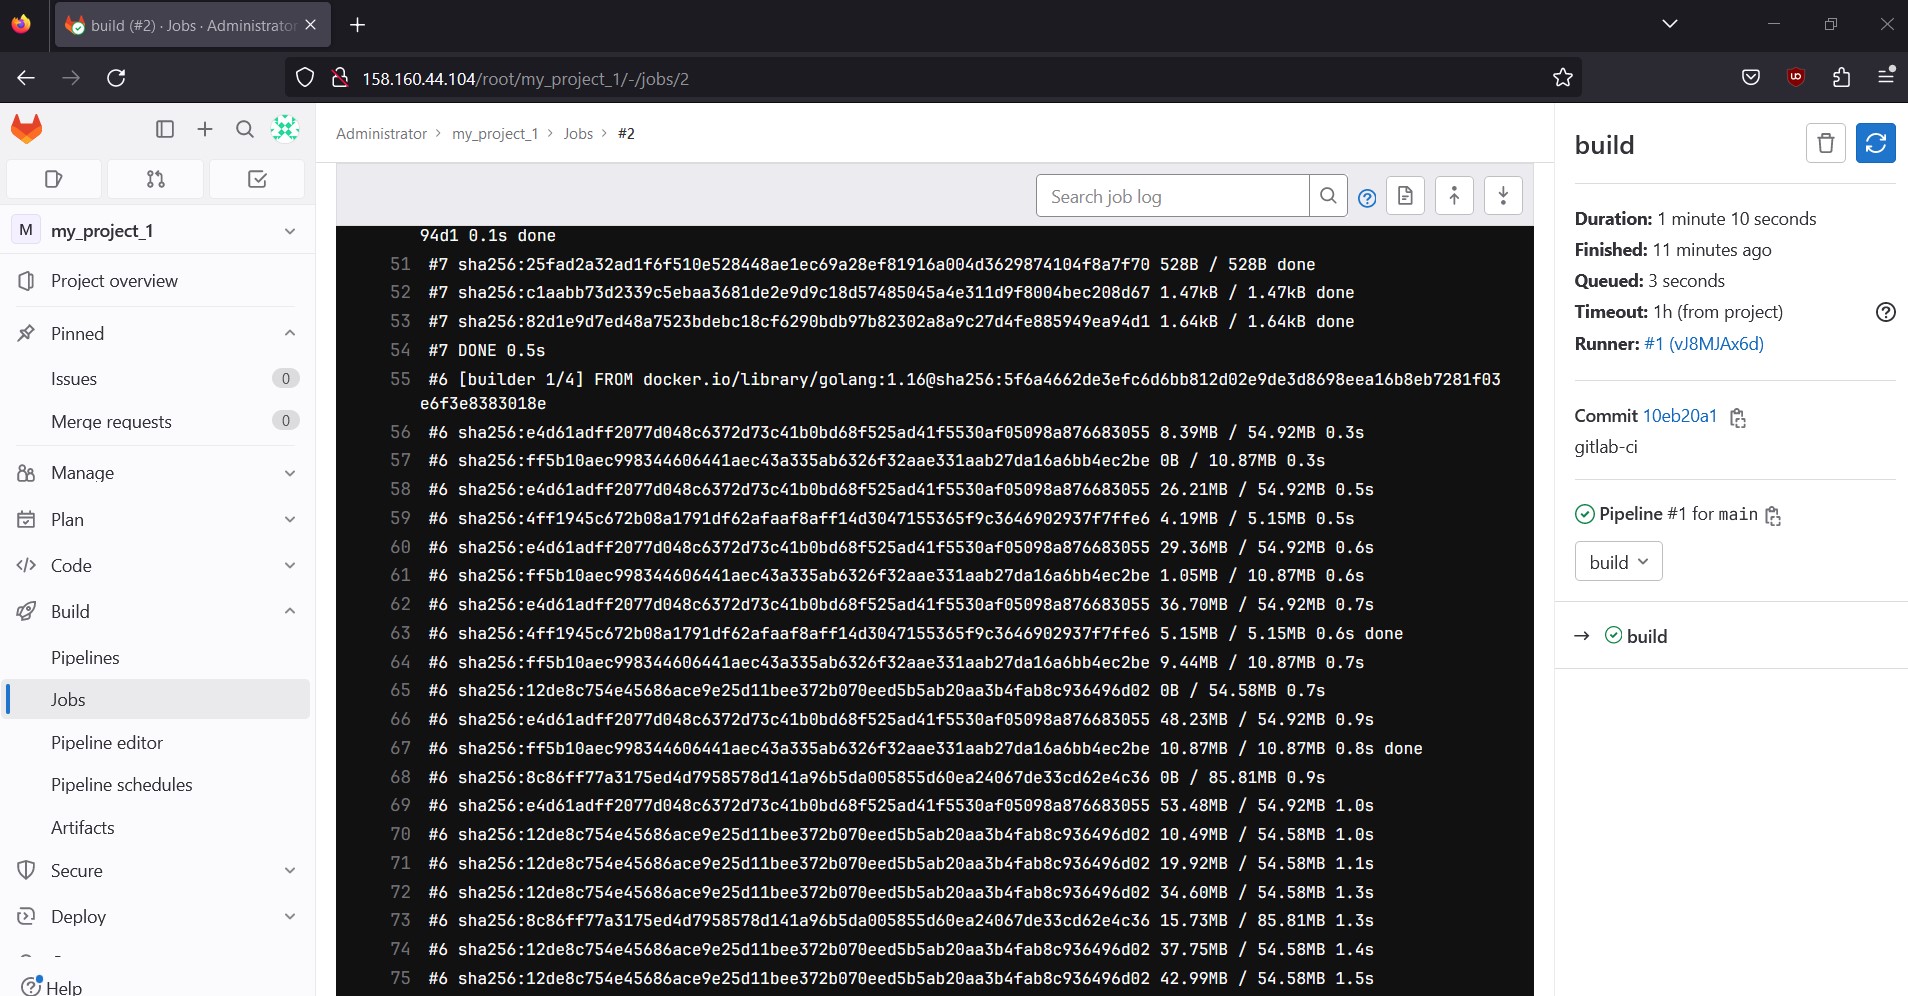 build (#2) · Jobs · Administrator
158.160.44.104/root/my_project_1/-/jobs/2
Administrator > my_project_1 > Jobs > #2
M my_project_1
Project overview
Pinned
Issues 0
Merge requests 0
Manage
Plan
Code
Build
Pipelines
Jobs
Pipeline editor
Pipeline schedules
Artifacts
Secure
Deploy
Help
Search job log
94d1 0.1s done
51 #7 sha256:25fad2a32ad1f6f510e528448ae1ec69a28ef81916a004d3629874104f8a7f70 528B / 528B done
52 #7 sha256:c1aabb73d2339c5ebaa3681de2e9d9c18d57485045a4e311d9f8004bec208d67 1.47kB / 1.47kB done
53 #7 sha256:82d1e9d7ed48a7523bdebc18cf6290bdb97b82302a8a9c27d4fe885949ea94d1 1.64kB / 1.64kB done
54 #7 DONE 0.5s
55 #6 [builder 1/4] FROM docker.io/library/golang:1.16@sha256:5f6a4662de3efc6d6bb812d02e9de3d8698eea16b8eb7281f03
e6f3e8383018e
56 #6 sha256:e4d61adff2077d048c6372d73c41b0bd68f525ad41f5530af05098a876683055 8.39MB / 54.92MB 0.3s
57 #6 sha256:ff5b10aec998344606441aec43a335ab6326f32aae331aab27da16a6bb4ec2be 0B / 10.87MB 0.3s
58 #6 sha256:e4d61adff2077d048c6372d73c41b0bd68f525ad41f5530af05098a876683055 26.21MB / 54.92MB 0.5s
59 #6 sha256:4ff1945c672b08a1791df62afaaf8aff14d3047155365f9c3646902937f7ffe6 4.19MB / 5.15MB 0.5s
60 #6 sha256:e4d61adff2077d048c6372d73c41b0bd68f525ad41f5530af05098a876683055 29.36MB / 54.92MB 0.6s
61 #6 sha256:ff5b10aec998344606441aec43a335ab6326f32aae331aab27da16a6bb4ec2be 1.05MB / 10.87MB 0.6s
62 #6 sha256:e4d61adff2077d048c6372d73c41b0bd68f525ad41f5530af05098a876683055 36.70MB / 54.92MB 0.7s
63 #6 sha256:4ff1945c672b08a1791df62afaaf8aff14d3047155365f9c3646902937f7ffe6 5.15MB / 5.15MB 0.6s done
64 #6 sha256:ff5b10aec998344606441aec43a335ab6326f32aae331aab27da16a6bb4ec2be 9.44MB / 10.87MB 0.7s
65 #6 sha256:12de8c754e45686ace9e25d11bee372b070eed5b5ab20aa3b4fab8c936496d02 0B / 54.58MB 0.7s
66 #6 sha256:e4d61adff2077d048c6372d73c41b0bd68f525ad41f5530af05098a876683055 48.23MB / 54.92MB 0.9s
67 #6 sha256:ff5b10aec998344606441aec43a335ab6326f32aae331aab27da16a6bb4ec2be 10.87MB / 10.87MB 0.8s done
68 #6 sha256:8c86ff77a3175ed4d7958578d141a96b5da005855d60ea24067de33cd62e4c36 0B / 85.81MB 0.9s
69 #6 sha256:e4d61adff2077d048c6372d73c41b0bd68f525ad41f5530af05098a876683055 53.48MB / 54.92MB 1.0s
70 #6 sha256:12de8c754e45686ace9e25d11bee372b070eed5b5ab20aa3b4fab8c936496d02 10.49MB / 54.58MB 1.0s
71 #6 sha256:12de8c754e45686ace9e25d11bee372b070eed5b5ab20aa3b4fab8c936496d02 19.92MB / 54.58MB 1.1s
72 #6 sha256:12de8c754e45686ace9e25d11bee372b070eed5b5ab20aa3b4fab8c936496d02 34.60MB / 54.58MB 1.3s
73 #6 sha256:8c86ff77a3175ed4d7958578d141a96b5da005855d60ea24067de33cd62e4c36 15.73MB / 85.81MB 1.3s
74 #6 sha256:12de8c754e45686ace9e25d11bee372b070eed5b5ab20aa3b4fab8c936496d02 37.75MB / 54.58MB 1.4s
75 #6 sha256:12de8c754e45686ace9e25d11bee372b070eed5b5ab20aa3b4fab8c936496d02 42.99MB / 54.58MB 1.5s
build
Duration: 1 minute 10 seconds
Finished: 11 minutes ago
Queued: 3 seconds
Timeout: 1h (from project)
Runner: #1 (vJ8MJAx6d)
Commit 10eb20a1
gitlab-ci
Pipeline #1 for main
build
→ build